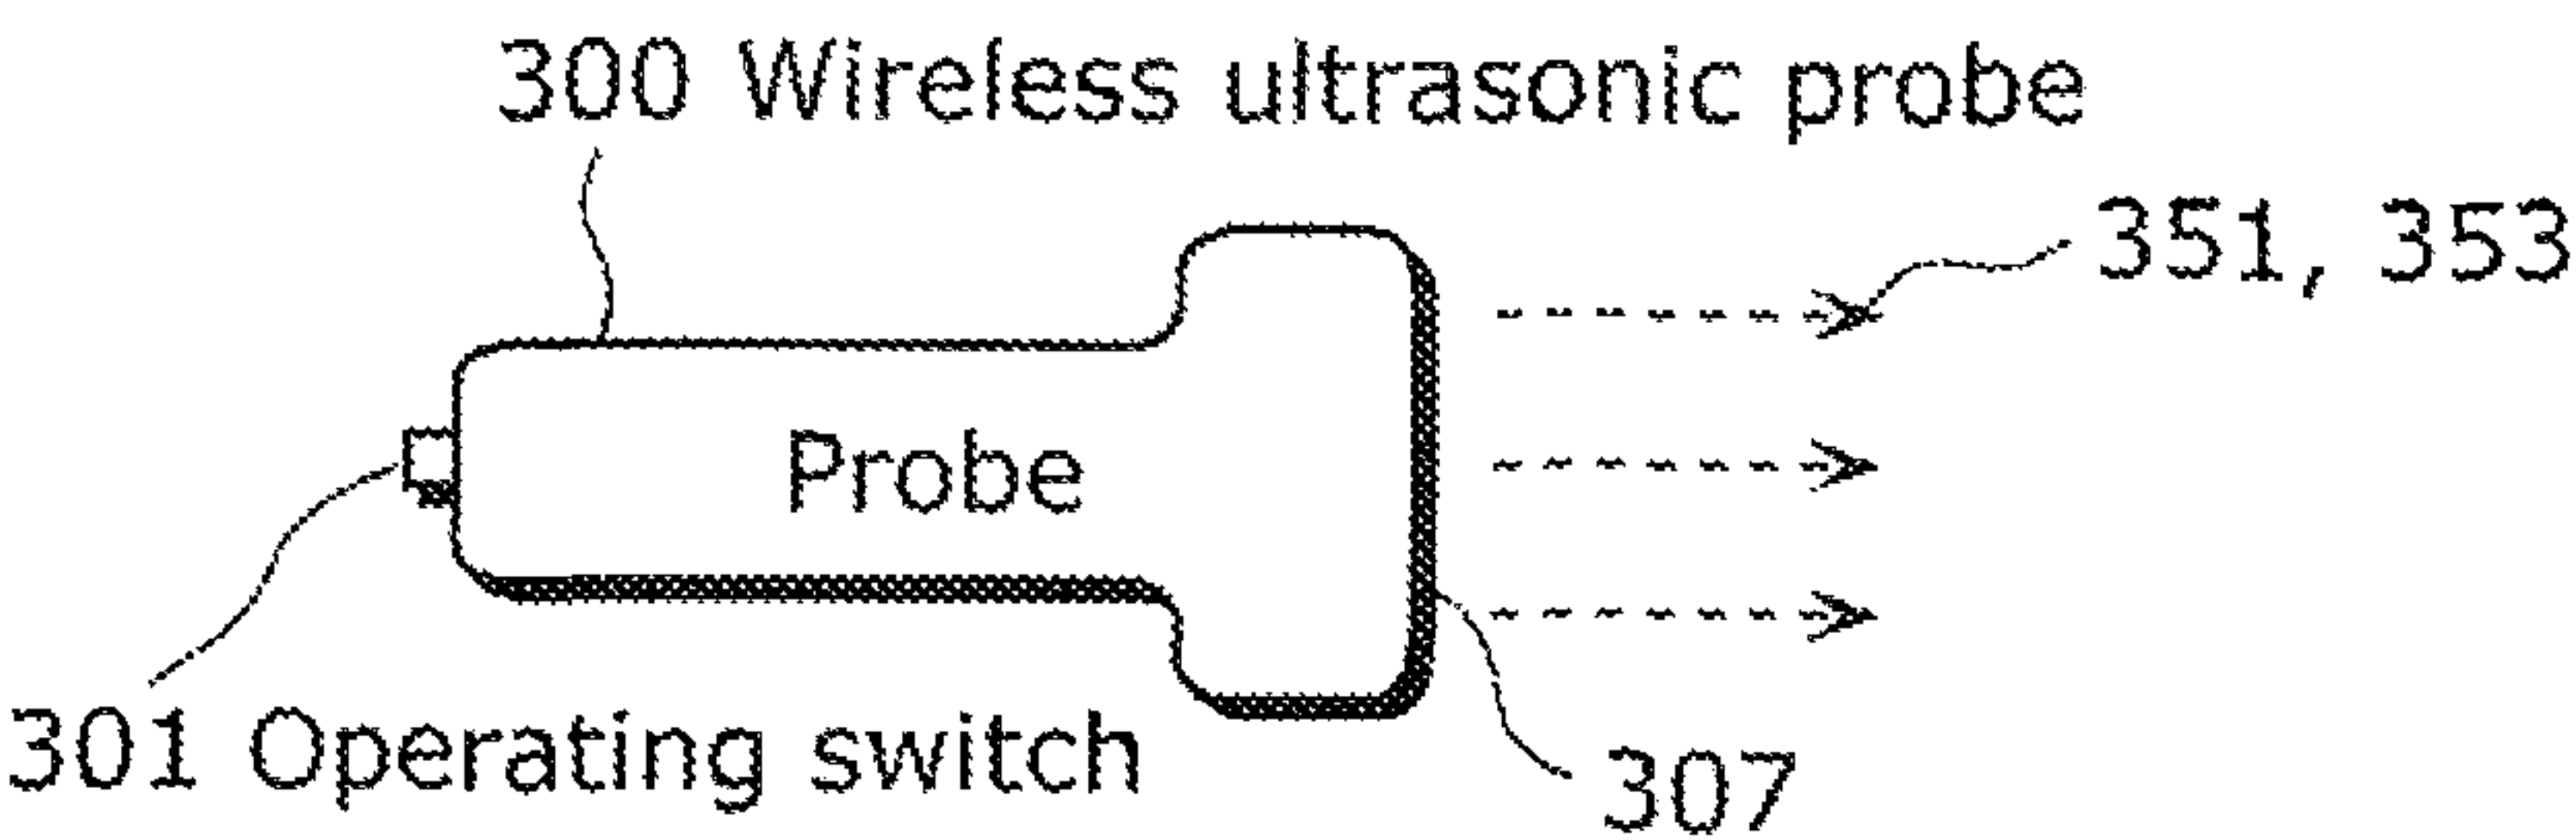 300 Wireless ultrasonic probe
351, 353
Probe
301 Operating switch
307